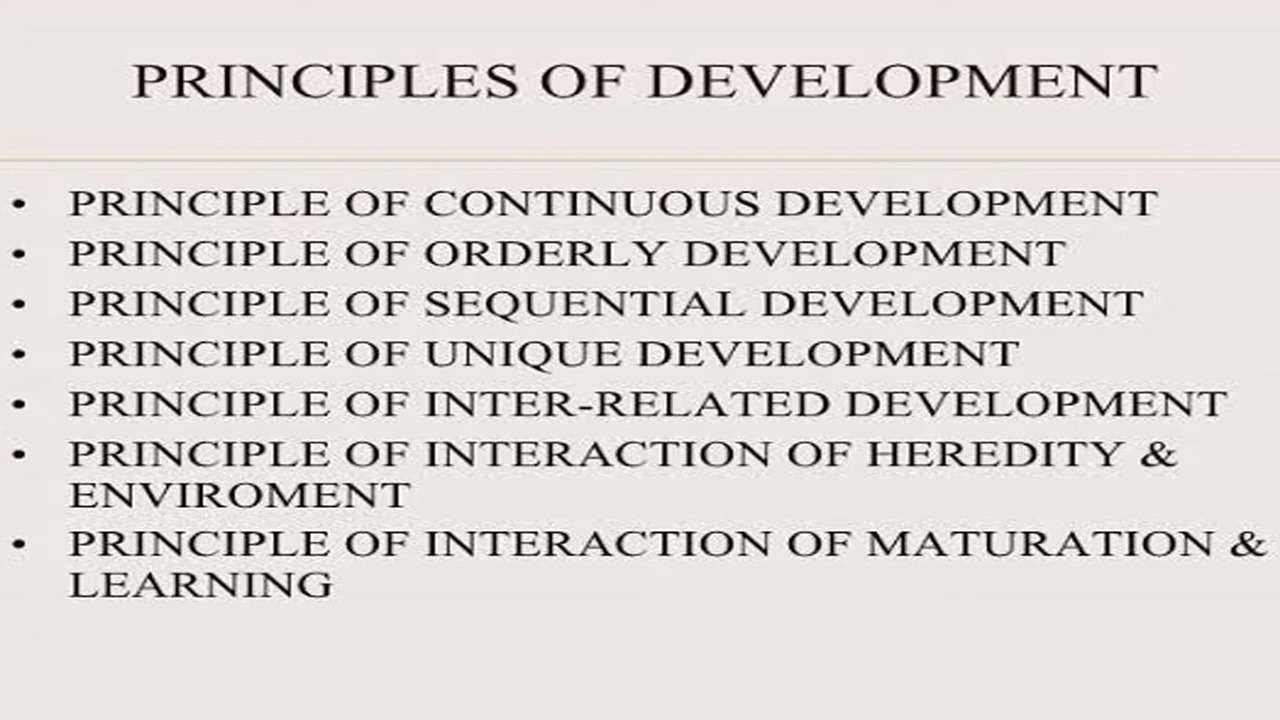 PRINCIPLES OF DEVELOPMENT
• PRINCIPLE OF CONTINUOUS DEVELOPMENT
• PRINCIPLE OF ORDERLY DEVELOPMENT
• PRINCIPLE OF SEQUENTIAL DEVELOPMENT
• PRINCIPLE OF UNIQUE DEVELOPMENT
• PRINCIPLE OF INTER-RELATED DEVELOPMENT
• PRINCIPLE OF INTERACTION OF HEREDITY &
ENVIROMENT
• PRINCIPLE OF INTERACTION OF MATURATION &
LEARNING